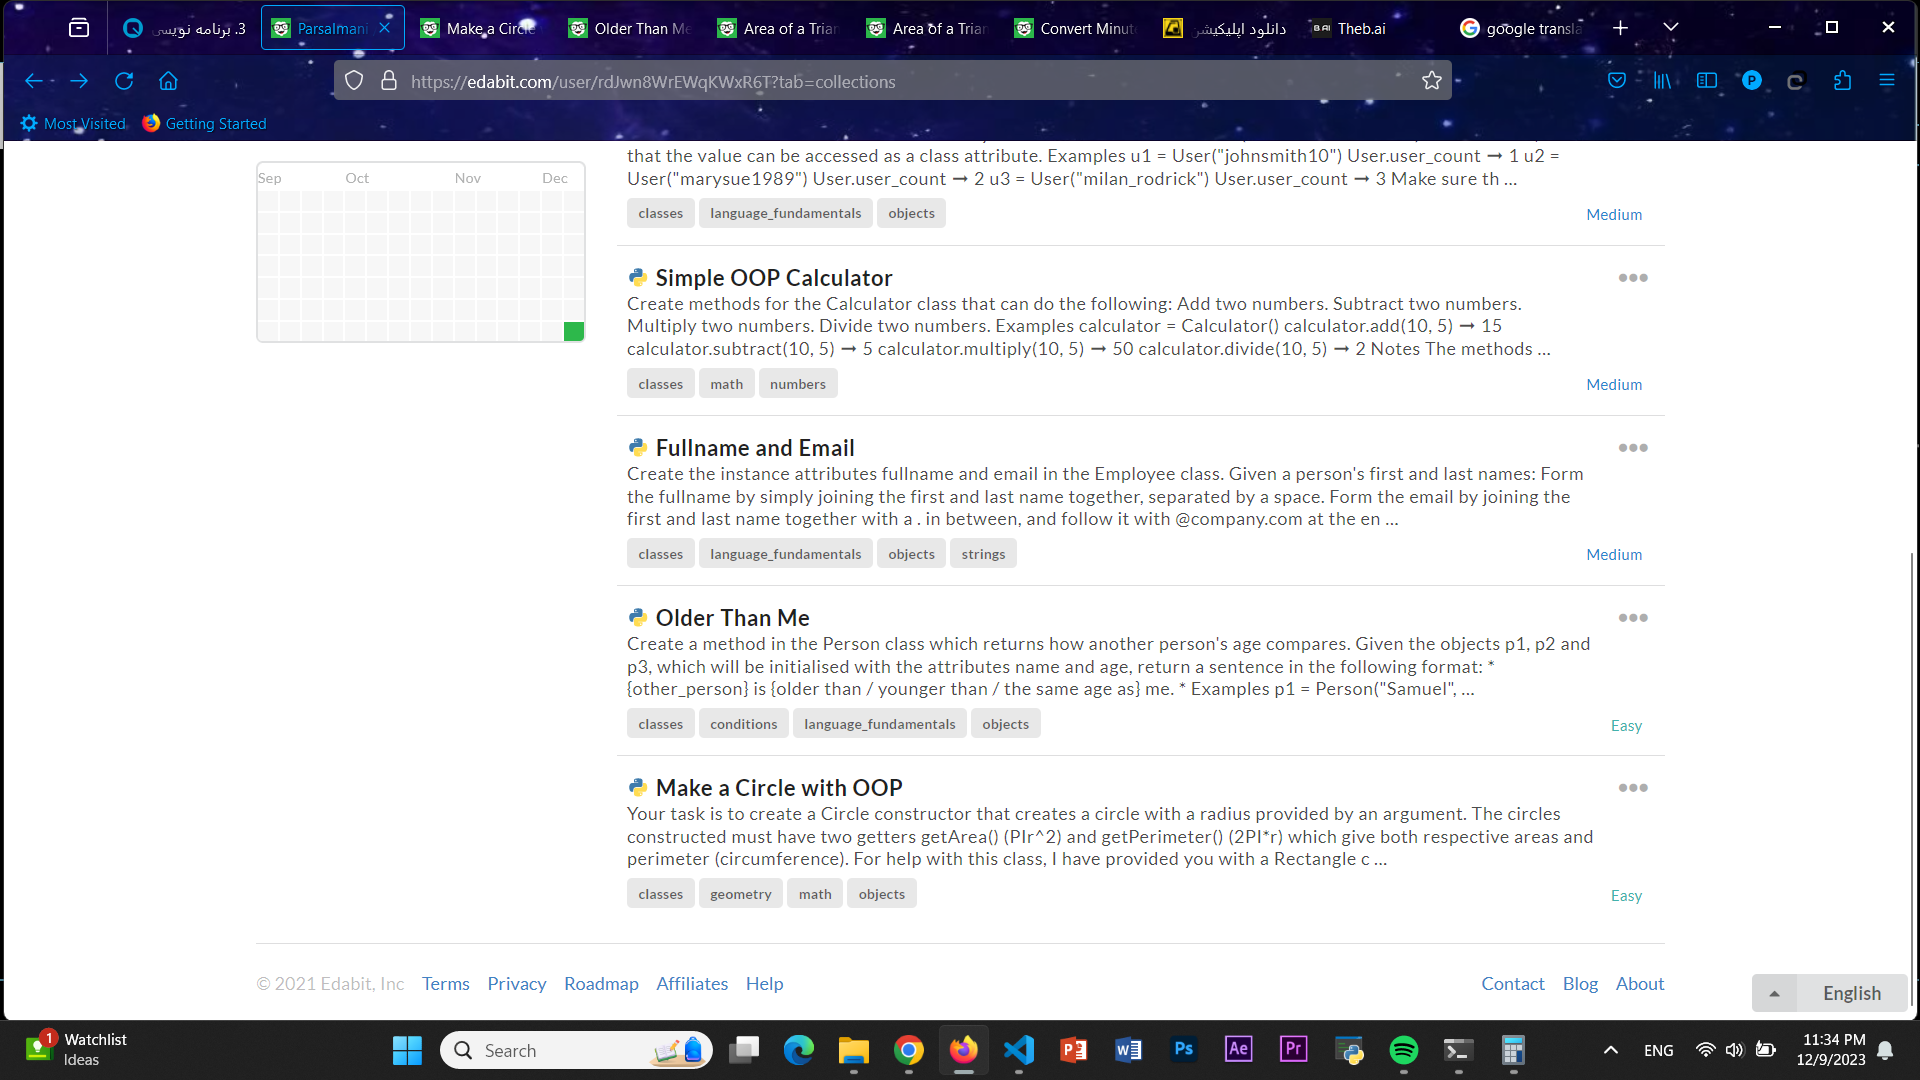 3. برنامه نویسی
ParsaImani
Make a Circle
Older Than Me
Area of a Trian
Area of a Trian
Convert Minut
دانلود اپلیکیشن
B AI Theb.ai
google transla
https://edabit.com/user/rdJwn8WrEWqKWxR6T?tab=collections
Most Visited
Getting Started
Sep Oct Nov Dec
that the value can be accessed as a class attribute. Examples u1 = User("johnsmith10") User.user_count ➞ 1 u2 =
User("marysue1989") User.user_count ➞ 2 u3 = User("milan_rodrick") User.user_count ➞ 3 Make sure th ...
classes language_fundamentals objects
Medium
Simple OOP Calculator
Create methods for the Calculator class that can do the following: Add two numbers. Subtract two numbers.
Multiply two numbers. Divide two numbers. Examples calculator = Calculator() calculator.add(10, 5) ➞ 15
calculator.subtract(10, 5) ➞ 5 calculator.multiply(10, 5) ➞ 50 calculator.divide(10, 5) ➞ 2 Notes The methods ...
classes math numbers
Medium
Fullname and Email
Create the instance attributes fullname and email in the Employee class. Given a person's first and last names: Form
the fullname by simply joining the first and last name together, separated by a space. Form the email by joining the
first and last name together with a . in between, and follow it with @company.com at the en ...
classes language_fundamentals objects strings
Medium
Older Than Me
Create a method in the Person class which returns how another person's age compares. Given the objects p1, p2 and
p3, which will be initialised with the attributes name and age, return a sentence in the following format: *
{other_person} is {older than / younger than / the same age as} me. * Examples p1 = Person("Samuel", ...
classes conditions language_fundamentals objects
Easy
Make a Circle with OOP
Your task is to create a Circle constructor that creates a circle with a radius provided by an argument. The circles
constructed must have two getters getArea() (PIr^2) and getPerimeter() (2PI*r) which give both respective areas and
perimeter (circumference). For help with this class, I have provided you with a Rectangle c ...
classes geometry math objects
Easy
© 2021 Edabit, Inc Terms Privacy Roadmap Affiliates Help
Contact Blog About
English
1
Watchlist
Ideas
Search
Ps
Ae
Pr
ENG
11:34 PM
12/9/2023